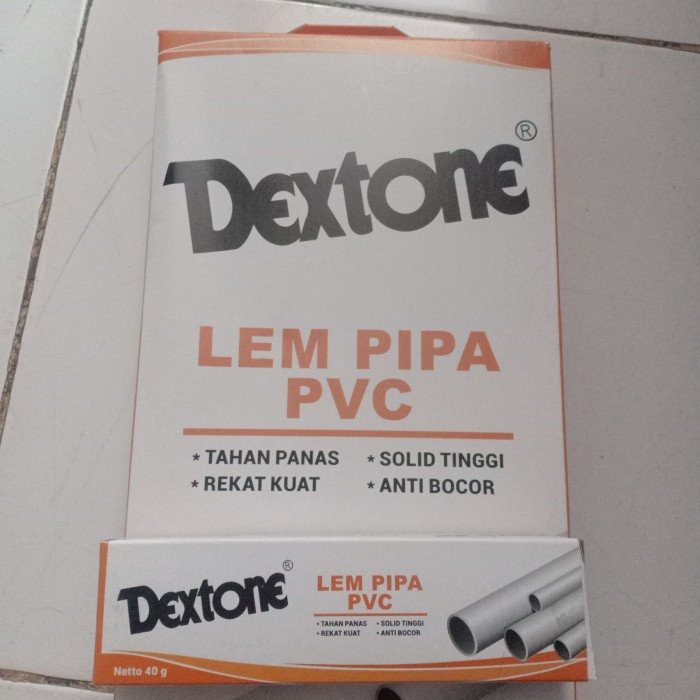 Dextone®
LEM PIPA
PVC
* TAHAN PANAS * SOLID TINGGI
* REKAT KUAT * ANTI BOCOR
Dextone®
LEM PIPA
PVC
• TAHAN PANAS • SOLID TINGGI
• REKAT KUAT • ANTI BOCOR
Netto 40 g